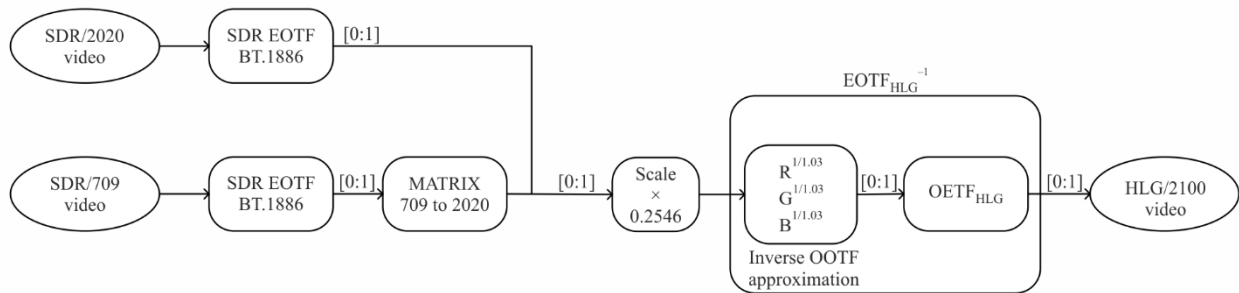 SDR/2020
video
SDR EOTF
BT.1886
[0:1]
EOTF_HLG^–1
SDR/709
video
SDR EOTF
BT.1886
[0:1]
MATRIX
709 to 2020
[0:1]
Scale
×
0.2546
R^1/1.03
G^1/1.03
B^1/1.03
[0:1]
OETF_HLG
[0:1]
HLG/2100
video
Inverse OOTF
approximation